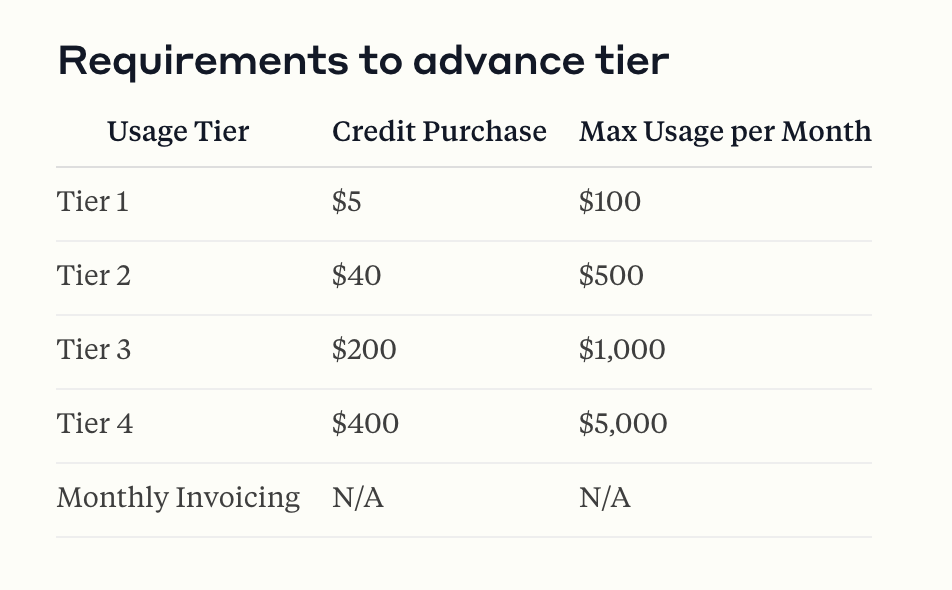 Requirements to advance tier
Usage Tier Credit Purchase Max Usage per Month
Tier 1 $5 $100
Tier 2 $40 $500
Tier 3 $200 $1,000
Tier 4 $400 $5,000
Monthly Invoicing N/A N/A